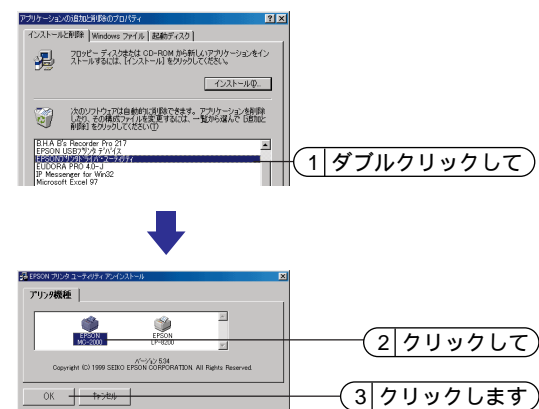 アプリケーションの追加と削除のプロパティ
インストールと削除 Windows ファイル 起動ディスク
フロッピー ディスクまたは CD-ROM から新しいアプリケーションをイン
ストールするには、[インストール] をクリックしてください。
インストール(I)...
次のソフトウェアは自動的に削除できます。アプリケーションを削除
したり、その構成ファイルを変更するには、一覧から選んで [追加と
削除] をクリックしてください(T)
B.H.A B's Recorder Pro 217
EPSON USBプリンタ デバイス
EPSONプリンタドライバ・ユーティリティ
EUDORA PRO 4.0-J
IP Messenger for Win32
Microsoft Excel 97
1 ダブルクリックして
EPSON プリンタ ユーティリティ アンインストール
プリンタ機種
EPSON
MC-2000
EPSON
LP-8200
バージョン 5.34
Copyright (C) 1999 SEIKO EPSON CORPORATION. All Rights Reserved.
2 クリックして
OK キャンセル
3 クリックします